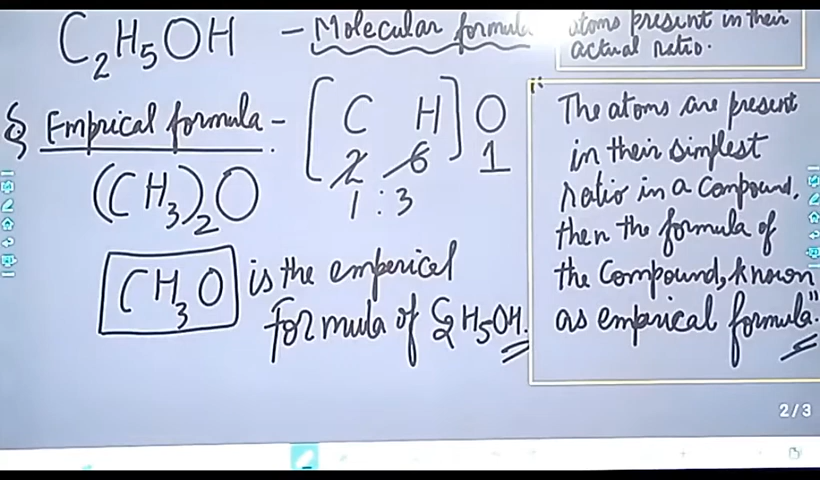 C₂H₅OH - Molecular formula
atoms present in their
actual ratio.
Emprical formula - [C H] O
2 6 1
1 : 3
(CH₃)₂O
CH₃O is the emperical
formula of C₂H₅OH.
"The atoms are present
in their simplest
ratio in a compound,
then the formula of
the Compound, known
as emprical formula".
2/3